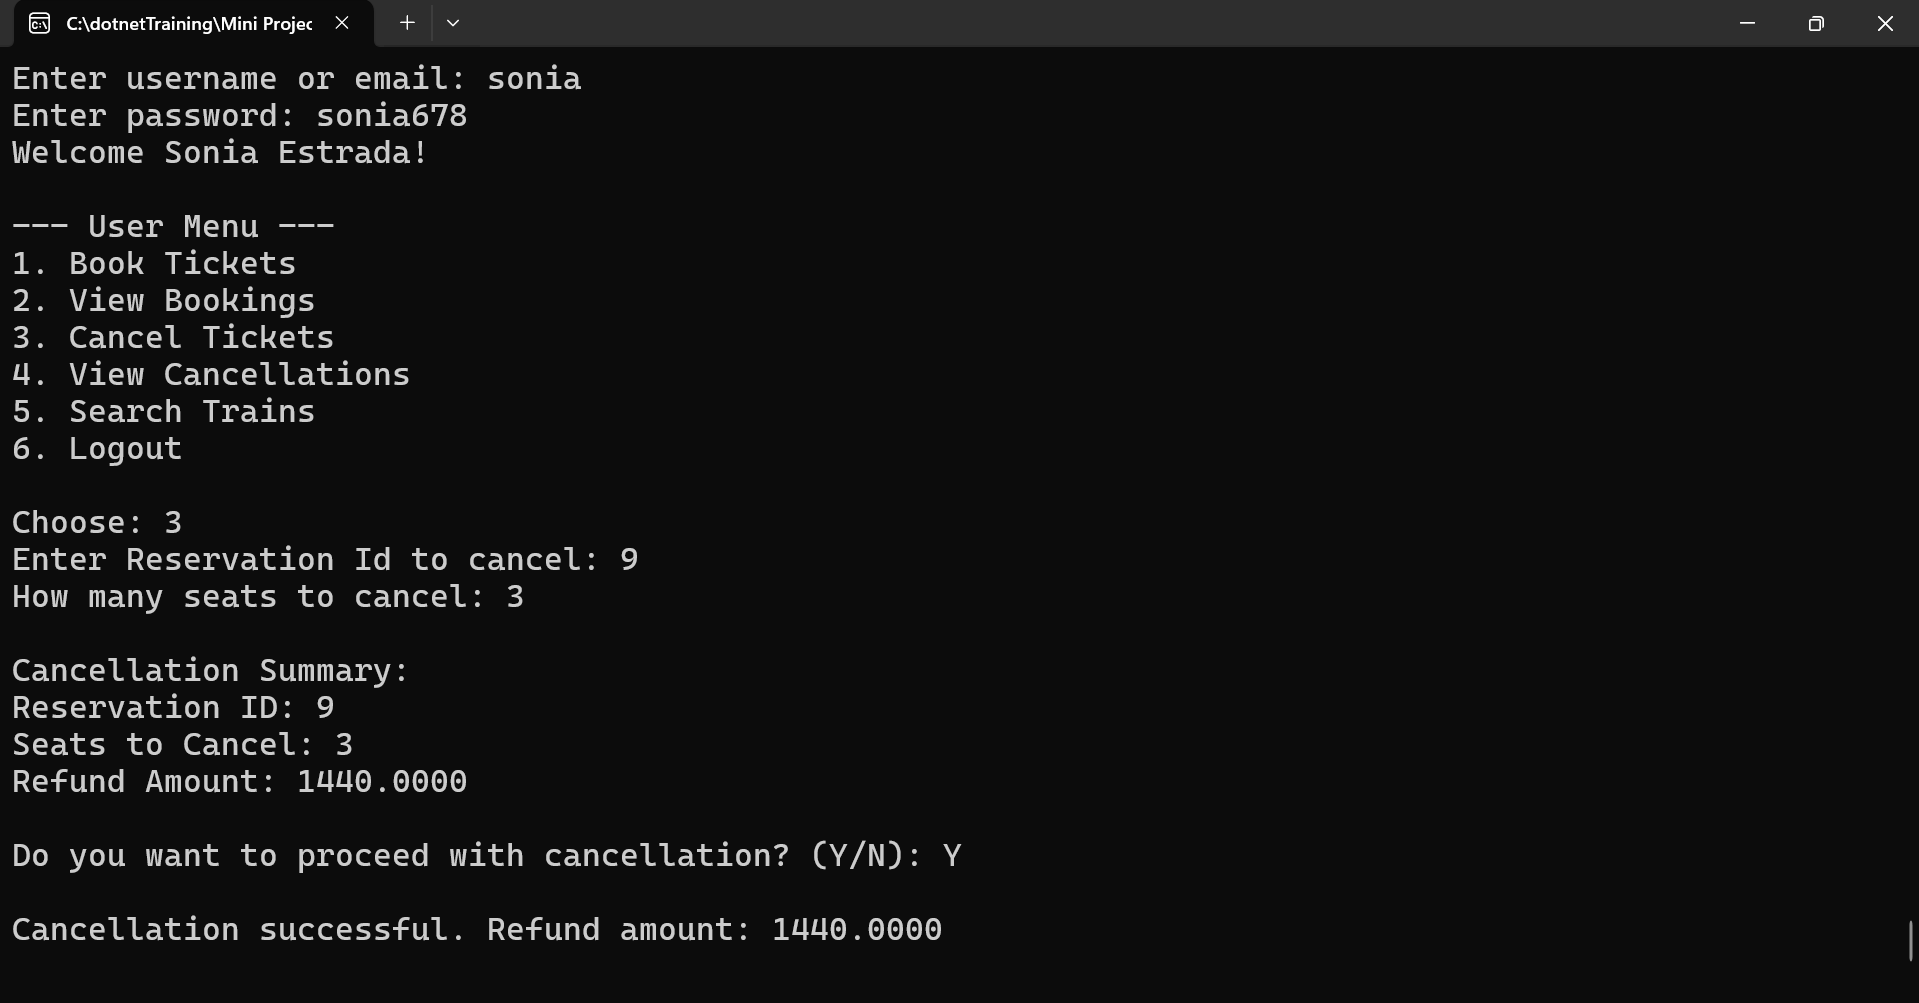 C:\dotnetTraining\Mini Projec
Enter username or email: sonia
Enter password: sonia678
Welcome Sonia Estrada!
--- User Menu ---
1. Book Tickets
2. View Bookings
3. Cancel Tickets
4. View Cancellations
5. Search Trains
6. Logout
Choose: 3
Enter Reservation Id to cancel: 9
How many seats to cancel: 3
Cancellation Summary:
Reservation ID: 9
Seats to Cancel: 3
Refund Amount: 1440.0000
Do you want to proceed with cancellation? (Y/N): Y
Cancellation successful. Refund amount: 1440.0000